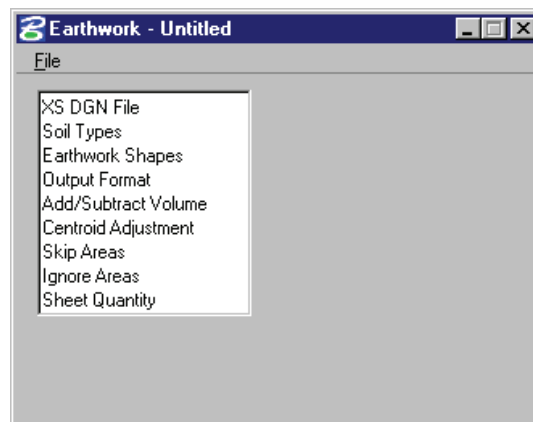 Earthwork - Untitled
File
XS DGN File
Soil Types
Earthwork Shapes
Output Format
Add/Subtract Volume
Centroid Adjustment
Skip Areas
Ignore Areas
Sheet Quantity